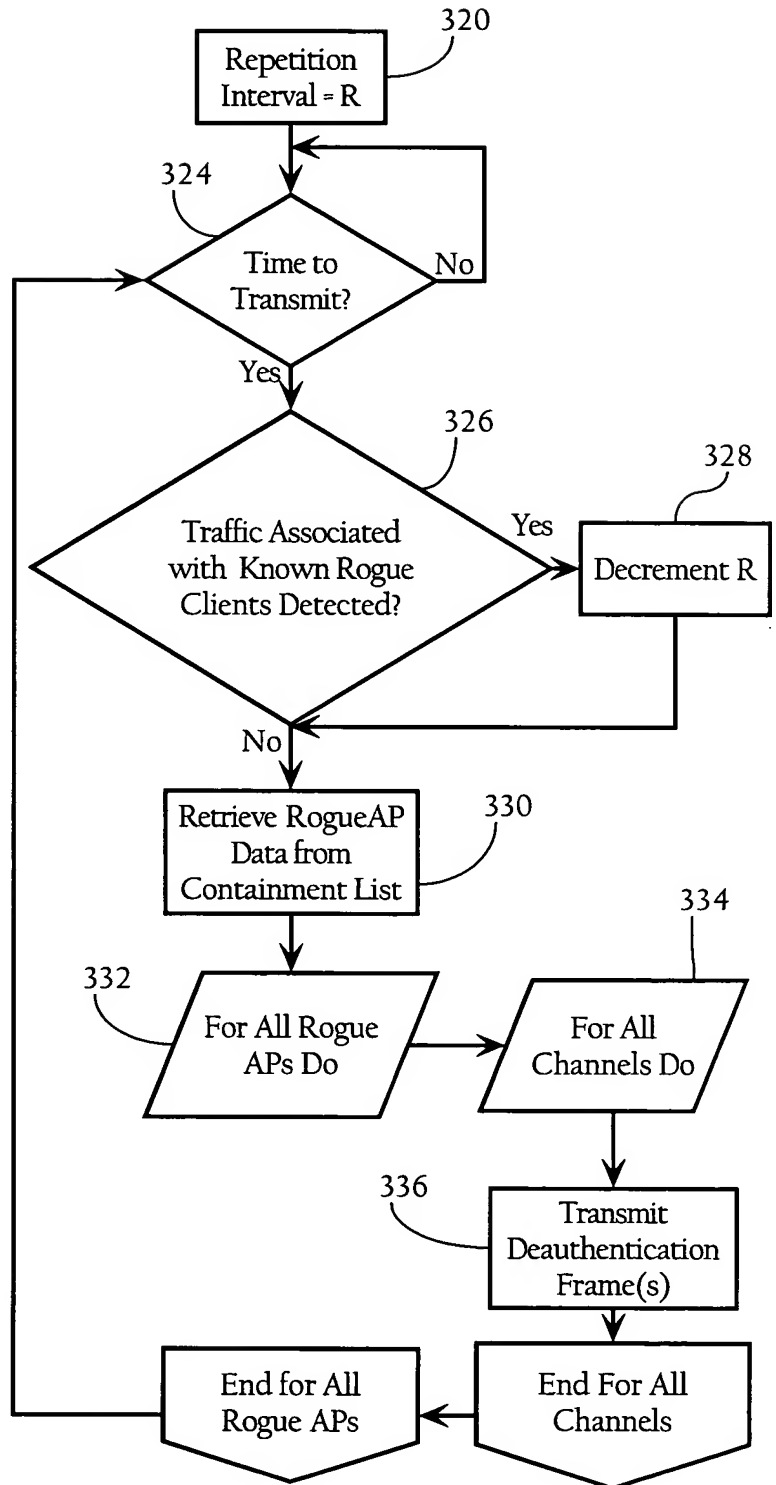 320
Repetition
Interval = R
324
Time to
Transmit?
No
Yes
326
328
Traffic Associated
with Known Rogue
Clients Detected?
Yes
Decrement R
No
Retrieve RogueAP
Data from
Containment List
330
332
334
For All Rogue
APs Do
For All
Channels Do
336
Transmit
Deauthentication
Frame(s)
End for All
Rogue APs
End For All
Channels